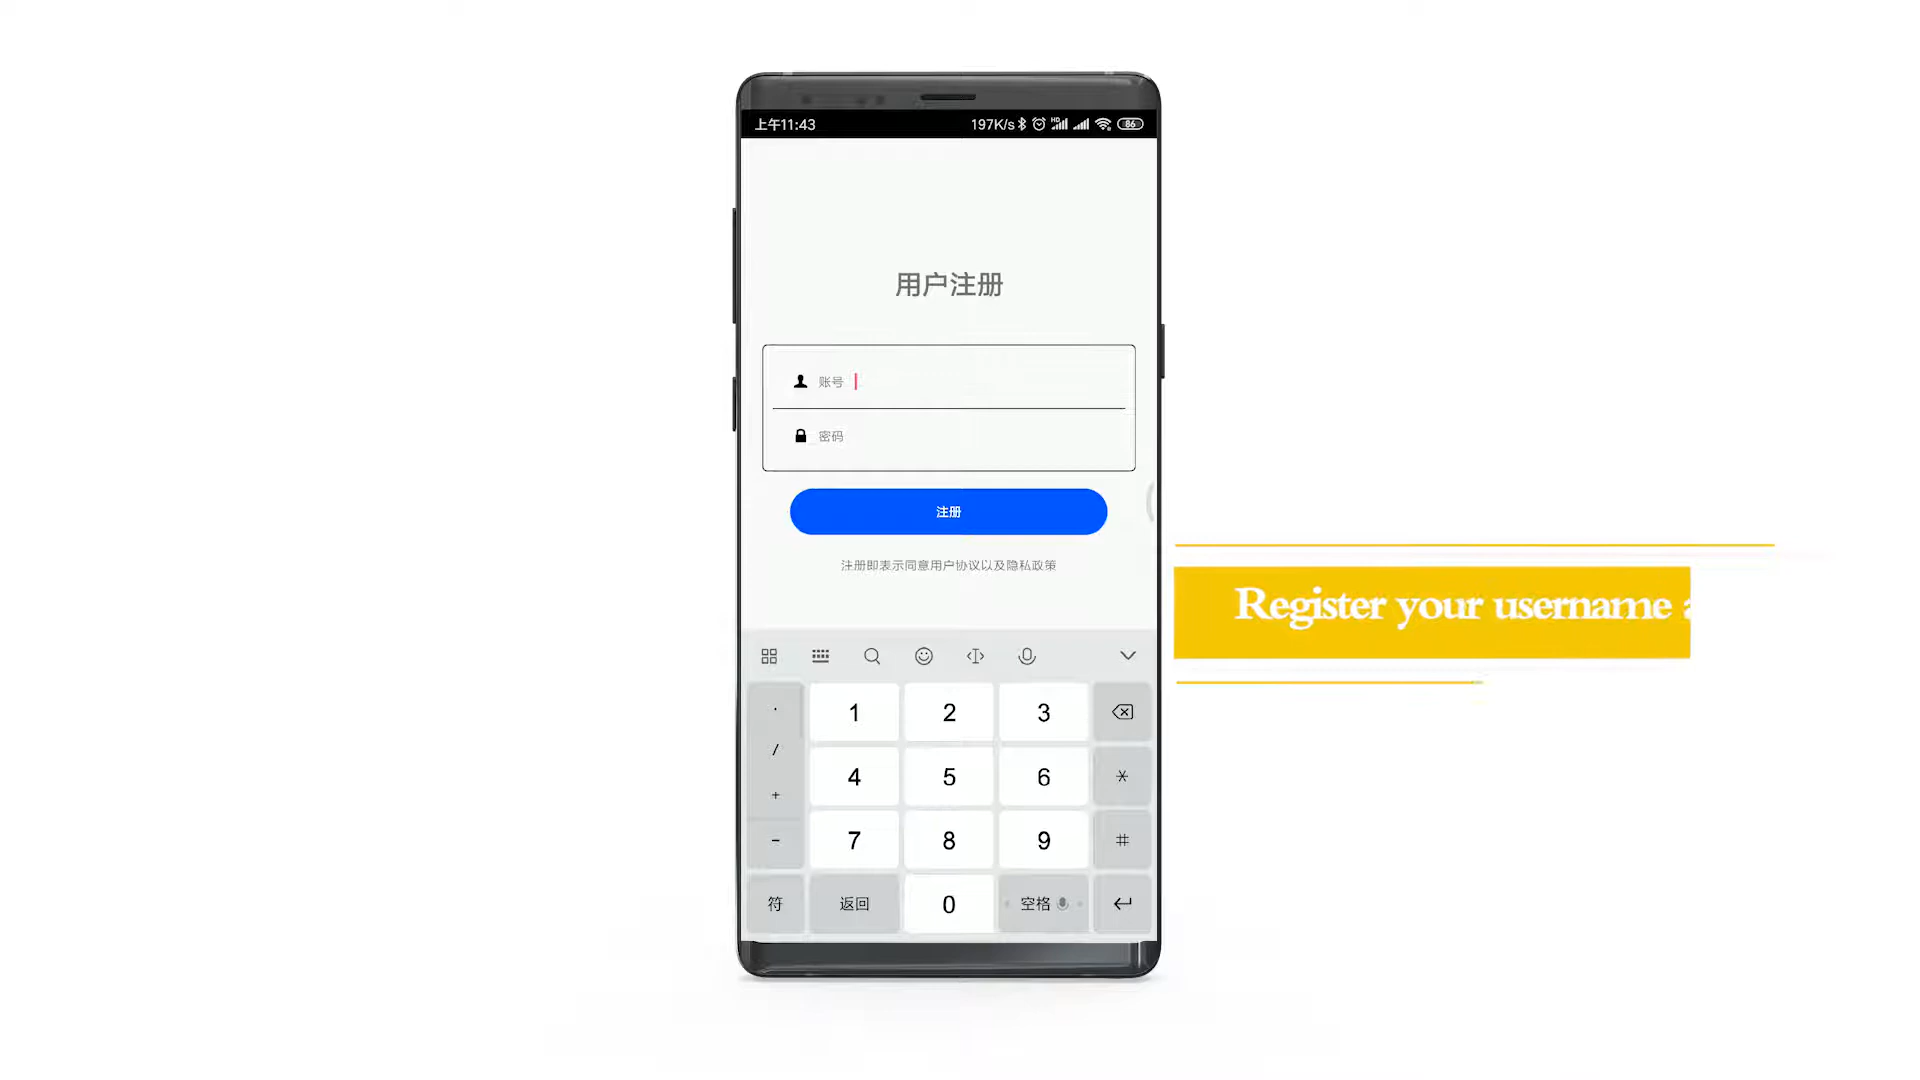 上午11:43
197K/s
HD
86
用户注册
账号
密码
注册
注册即表示同意用户协议以及隐私政策
Register your username
. 1 2 3
/
4 5 6 *
+
- 7 8 9 #
符 返回 0 空格